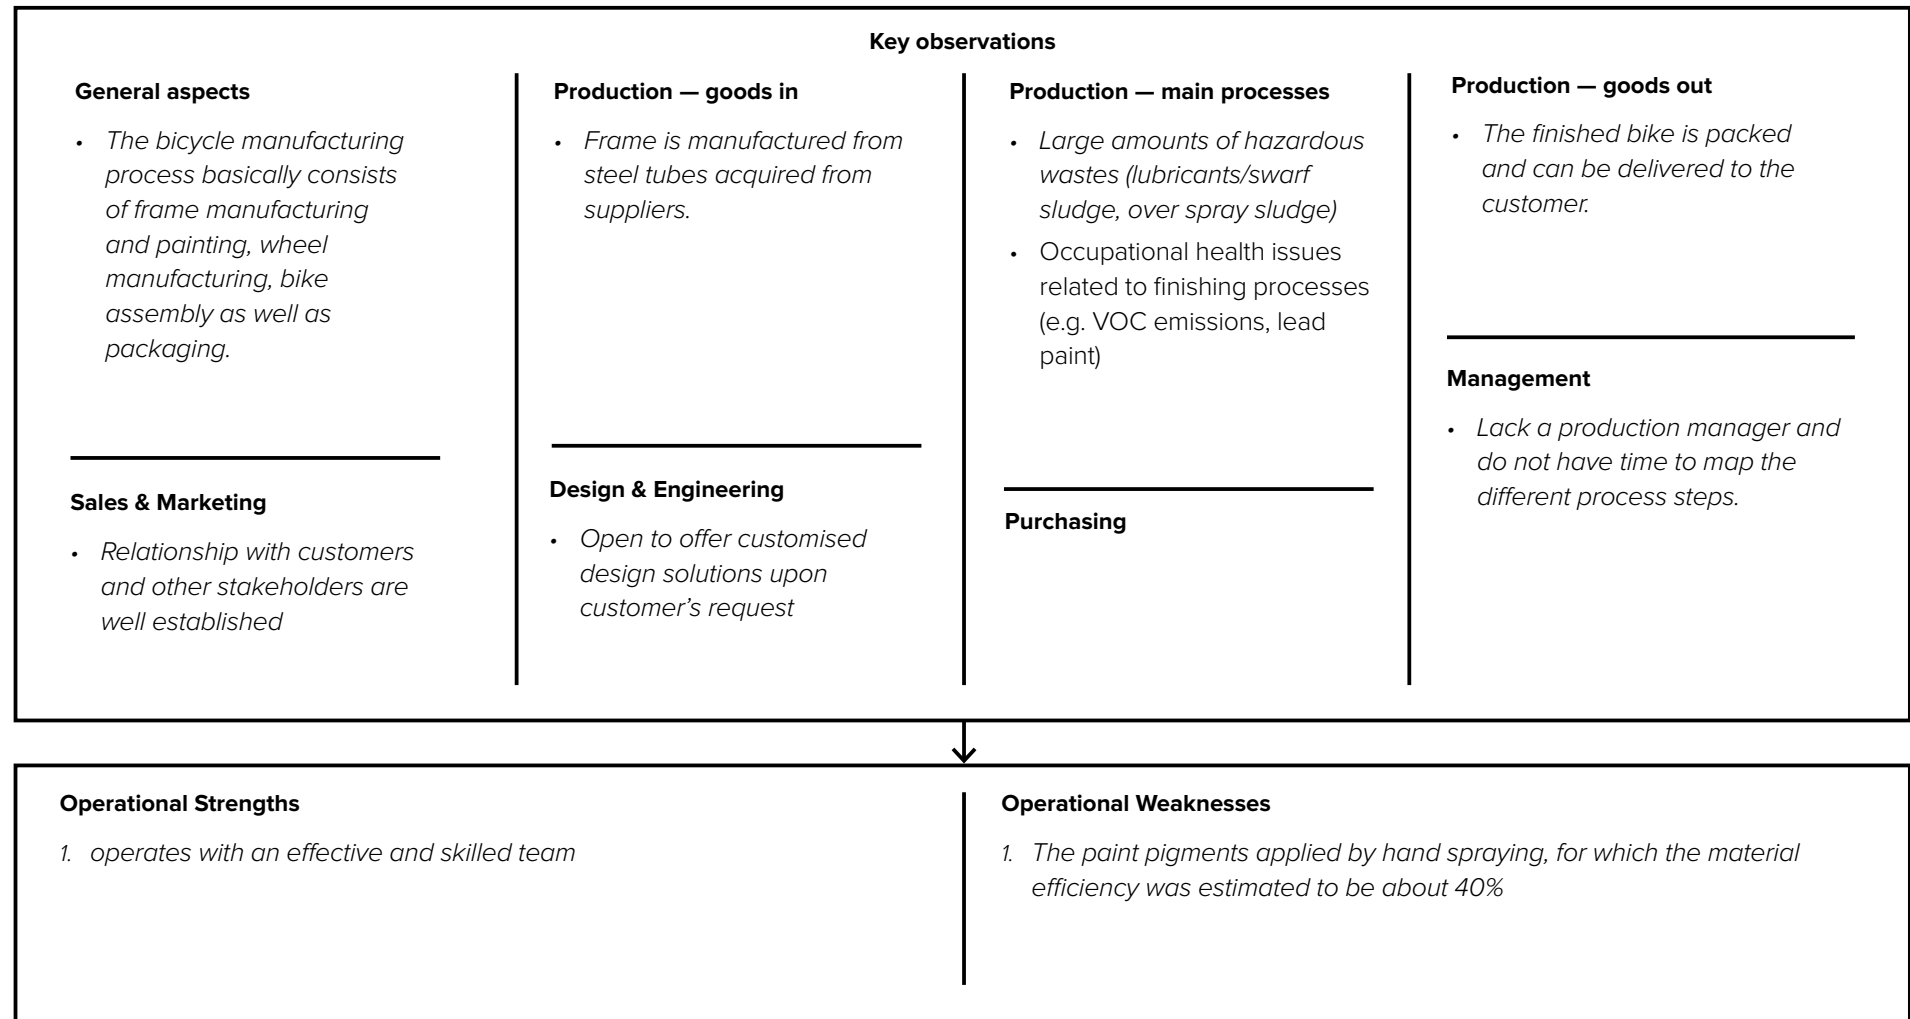 Key observations
General aspects
• The bicycle manufacturing
process basically consists
of frame manufacturing
and painting, wheel
manufacturing, bike
assembly as well as
packaging.
Sales & Marketing
• Relationship with customers
and other stakeholders are
well established
Production — goods in
• Frame is manufactured from
steel tubes acquired from
suppliers.
Design & Engineering
• Open to offer customised
design solutions upon
customer’s request
Production — main processes
• Large amounts of hazardous
wastes (lubricants/swarf
sludge, over spray sludge)
• Occupational health issues
related to finishing processes
(e.g. VOC emissions, lead
paint)
Purchasing
Production — goods out
• The finished bike is packed
and can be delivered to the
customer.
Management
• Lack a production manager and
do not have time to map the
different process steps.
Operational Strengths
1. operates with an effective and skilled team
Operational Weaknesses
1. The paint pigments applied by hand spraying, for which the material
efficiency was estimated to be about 40%